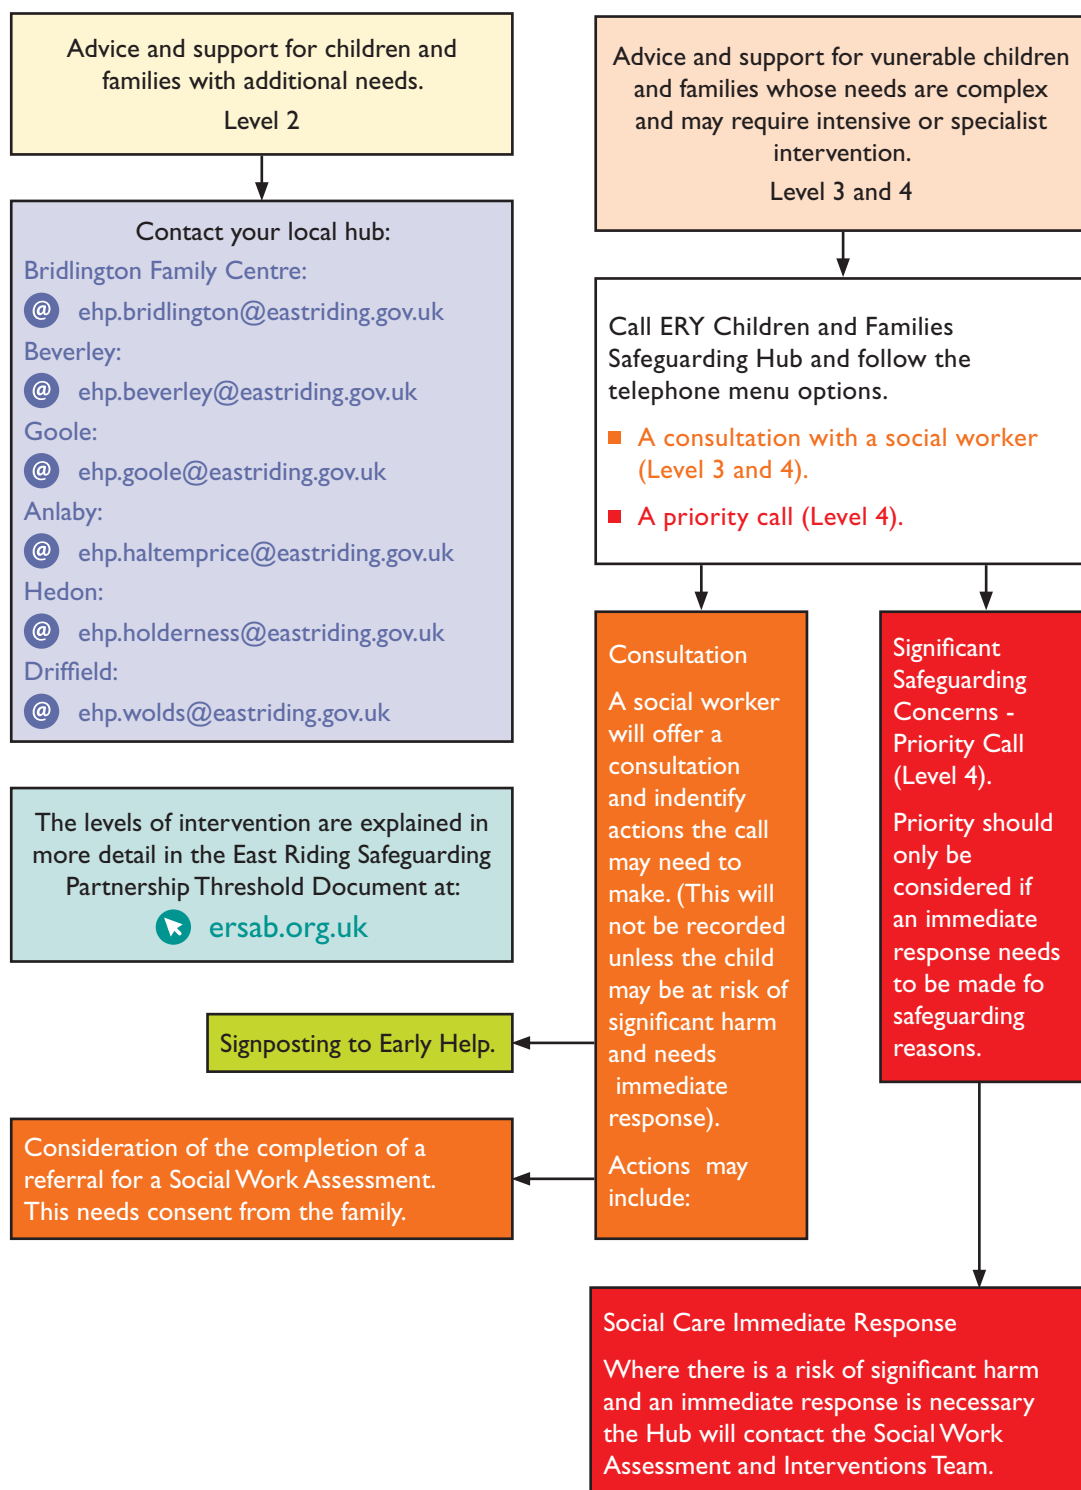 Advice and support for children and
families with additional needs.
Level 2
Contact your local hub:
Bridlington Family Centre:
@ ehp.bridlington@eastriding.gov.uk
Beverley:
@ ehp.beverley@eastriding.gov.uk
Goole:
@ ehp.goole@eastriding.gov.uk
Anlaby:
@ ehp.haltemprice@eastriding.gov.uk
Hedon:
@ ehp.holderness@eastriding.gov.uk
Driffield:
@ ehp.wolds@eastriding.gov.uk
The levels of intervention are explained in
more detail in the East Riding Safeguarding
Partnership Threshold Document at:
ersab.org.uk
Advice and support for vunerable children
and families whose needs are complex
and may require intensive or specialist
intervention.
Level 3 and 4
Call ERY Children and Families
Safeguarding Hub and follow the
telephone menu options.
■ A consultation with a social worker
(Level 3 and 4).
■ A priority call (Level 4).
Consultation
A social worker
will offer a
consultation
and indentify
actions the call
may need to
make. (This will
not be recorded
unless the child
may be at risk of
significant harm
and needs
immediate
response).
Actions may
include:
Signposting to Early Help.
Consideration of the completion of a
referral for a Social Work Assessment.
This needs consent from the family.
Significant
Safeguarding
Concerns -
Priority Call
(Level 4).
Priority should
only be
considered if
an immediate
response needs
to be made fo
safeguarding
reasons.
Social Care Immediate Response
Where there is a risk of significant harm
and an immediate response is necessary
the Hub will contact the Social Work
Assessment and Interventions Team.